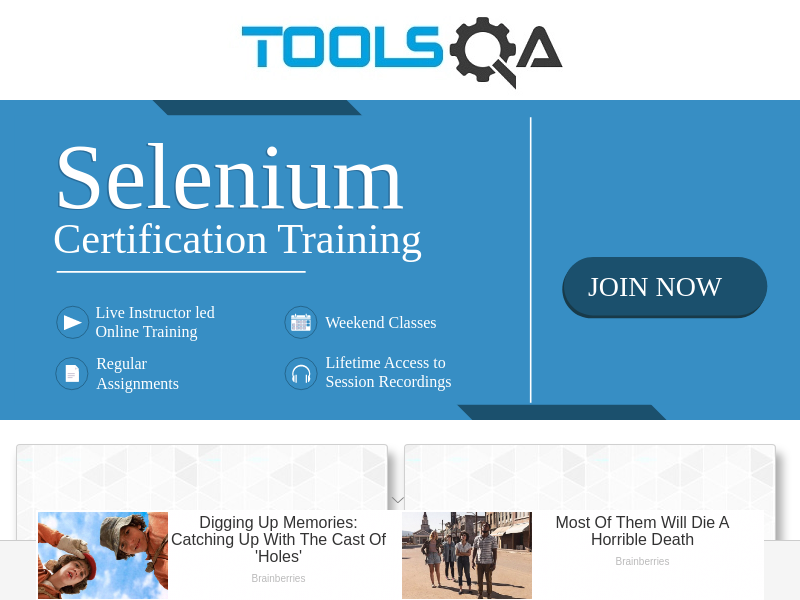 TOOLSQA
Selenium
Certification Training
JOIN NOW
Live Instructor led
Online Training
Weekend Classes
Regular
Assignments
Lifetime Access to
Session Recordings
Digging Up Memories:
Catching Up With The Cast Of
'Holes'
Brainberries
Most Of Them Will Die A
Horrible Death
Brainberries